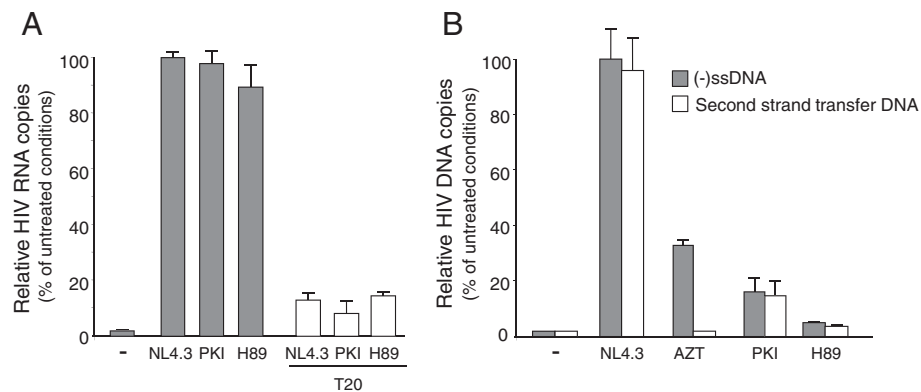 A
Relative HIV RNA copies
(% of untreated conditions)
100
80
60
40
20
0
-
NL4.3 PKI H89
NL4.3 PKI H89
T20
B
Relative HIV DNA copies
(% of untreated conditions)
100
80
60
40
20
0
(-)ssDNA
Second strand transfer DNA
- NL4.3 AZT PKI H89